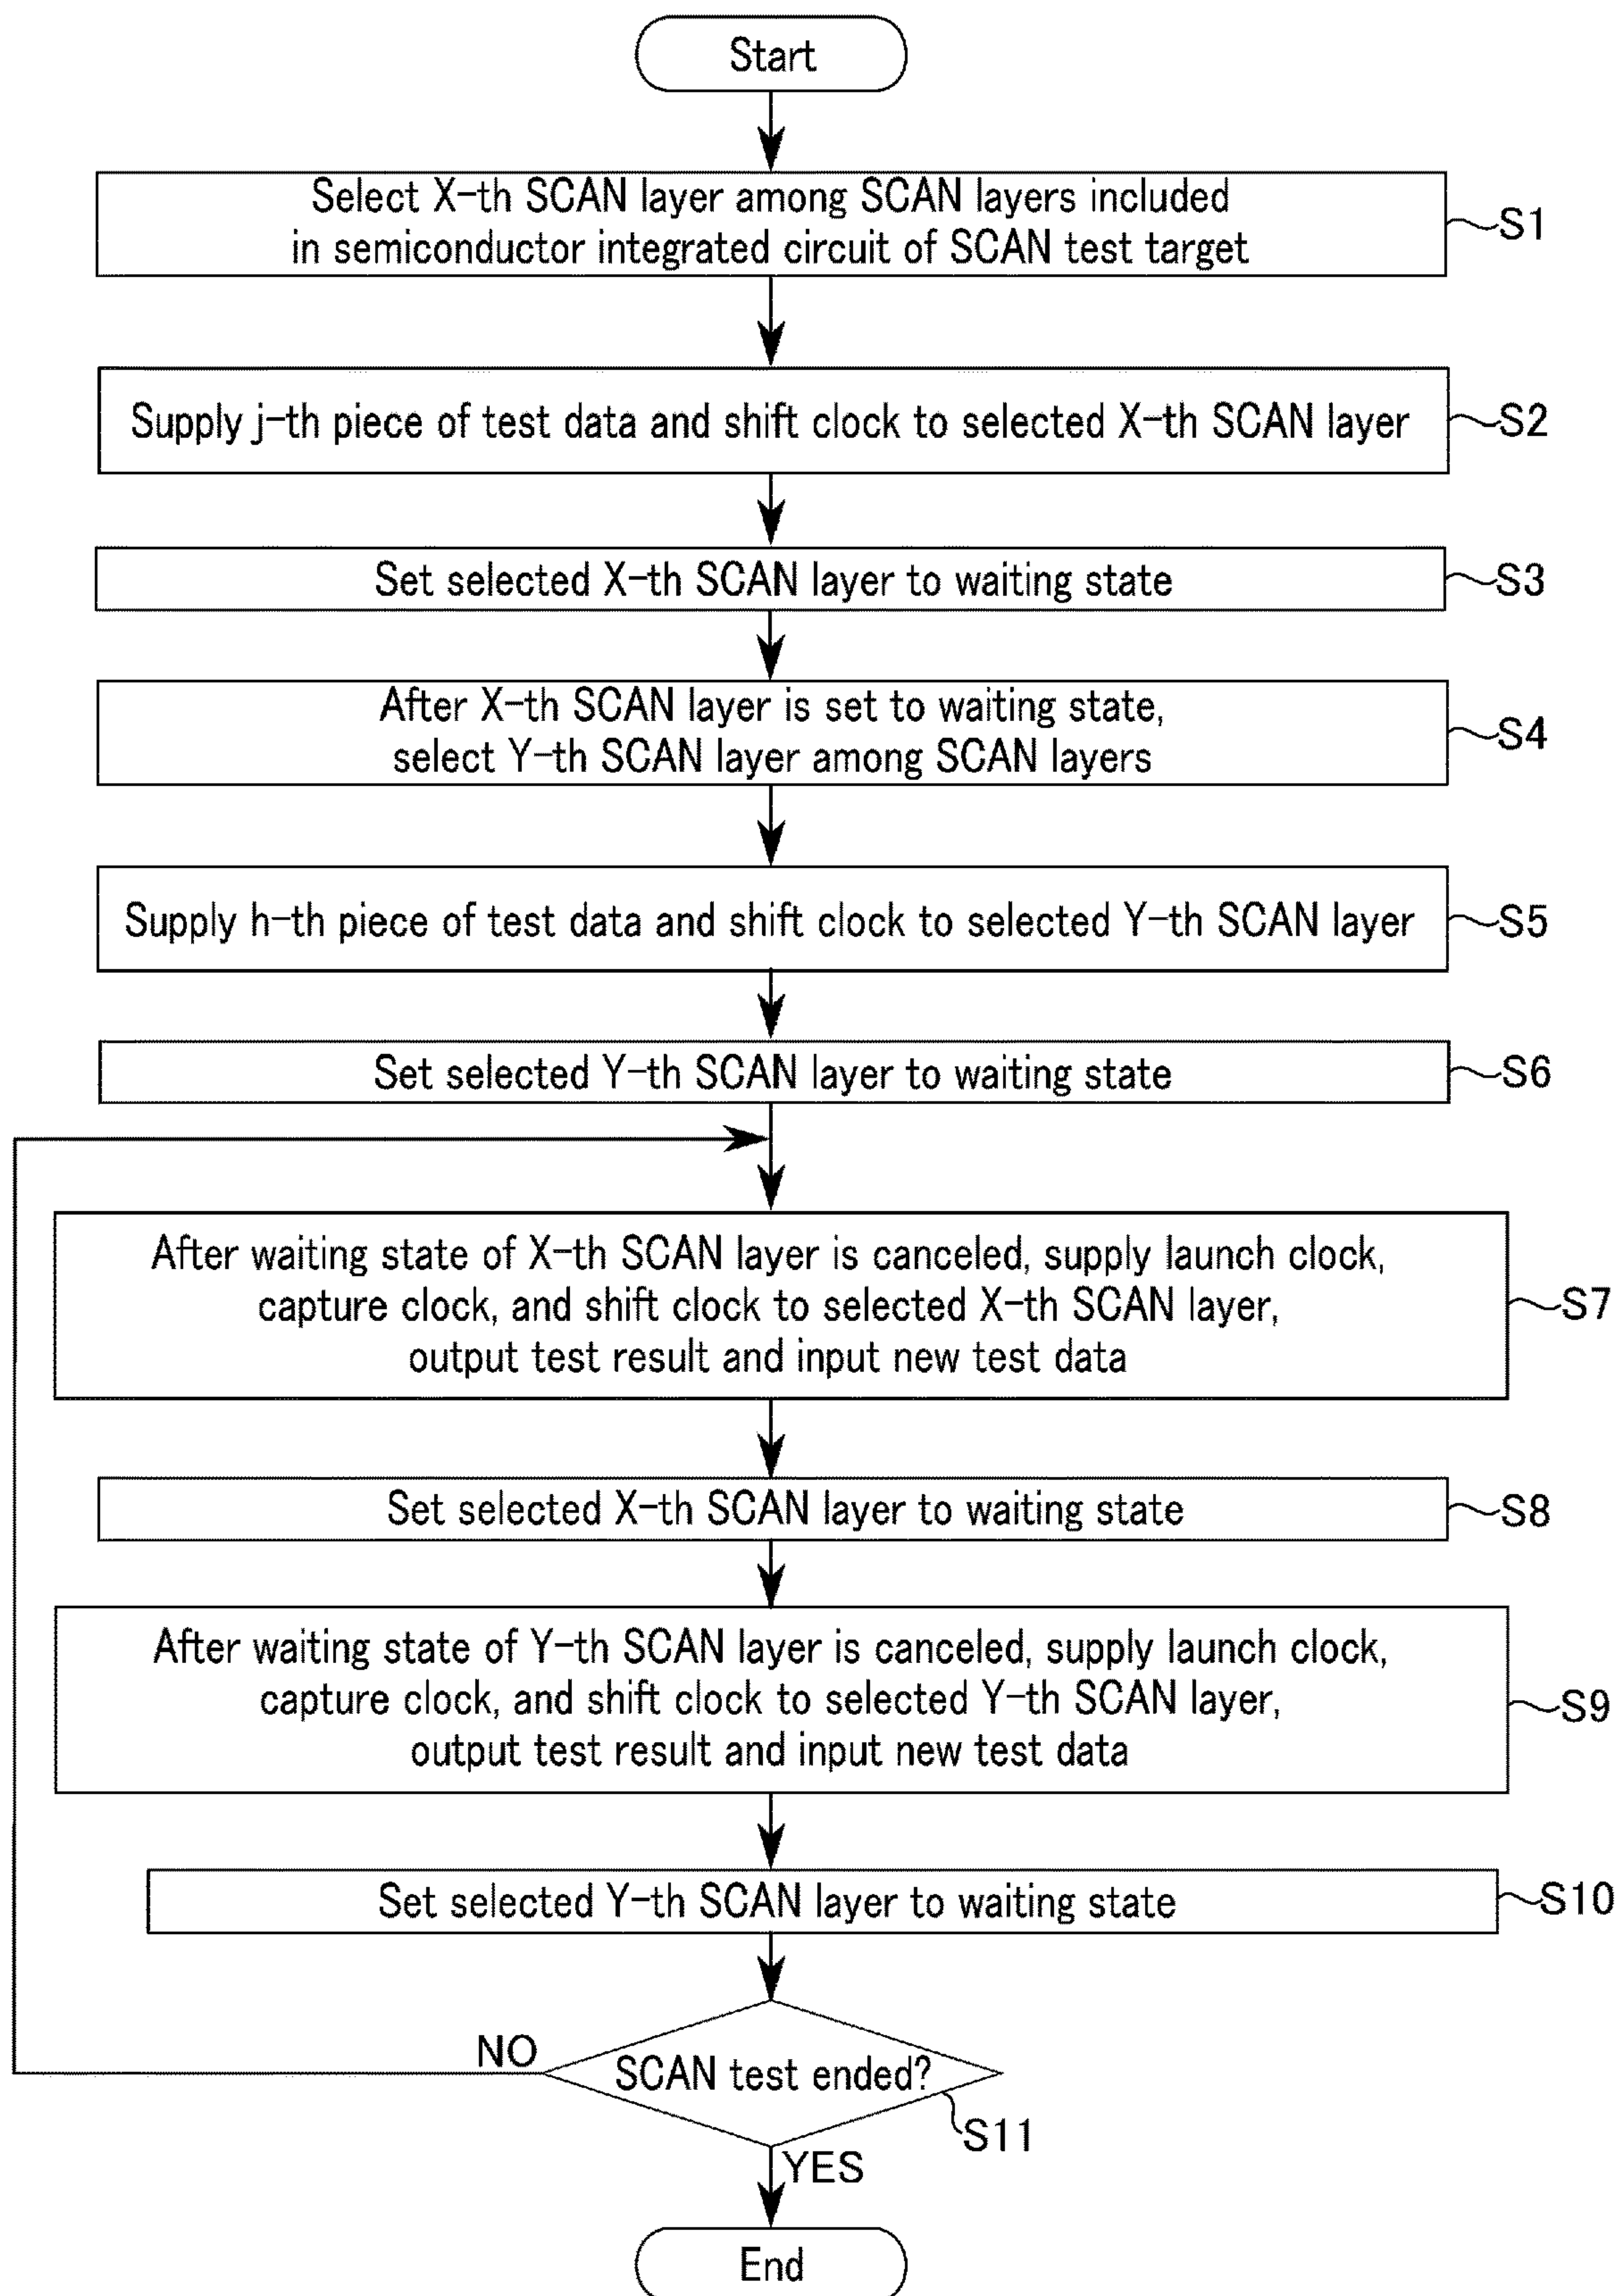 Start
Select X-th SCAN layer among SCAN layers included
in semiconductor integrated circuit of SCAN test target
S1
Supply j-th piece of test data and shift clock to selected X-th SCAN layer
S2
Set selected X-th SCAN layer to waiting state
S3
After X-th SCAN layer is set to waiting state,
select Y-th SCAN layer among SCAN layers
S4
Supply h-th piece of test data and shift clock to selected Y-th SCAN layer
S5
Set selected Y-th SCAN layer to waiting state
S6
After waiting state of X-th SCAN layer is canceled, supply launch clock,
capture clock, and shift clock to selected X-th SCAN layer,
output test result and input new test data
S7
Set selected X-th SCAN layer to waiting state
S8
After waiting state of Y-th SCAN layer is canceled, supply launch clock,
capture clock, and shift clock to selected Y-th SCAN layer,
output test result and input new test data
S9
Set selected Y-th SCAN layer to waiting state
S10
NO
SCAN test ended?
S11
YES
End